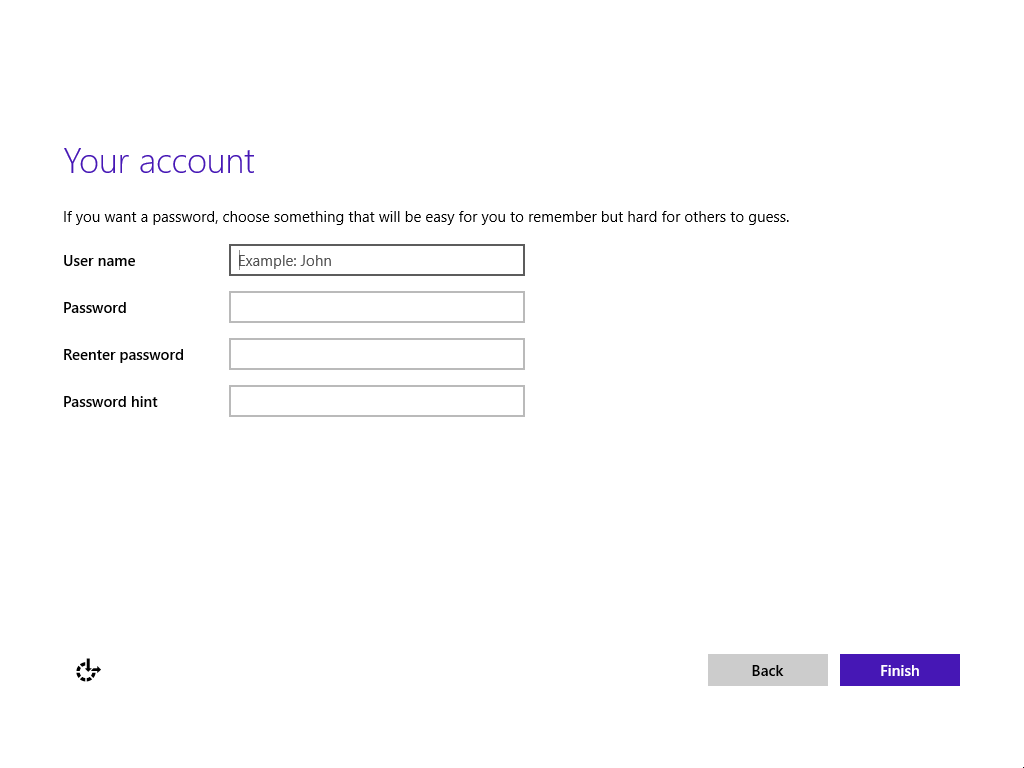 Your account
If you want a password, choose something that will be easy for you to remember but hard for others to guess.
User name
Example: John
Password
Reenter password
Password hint
Back
Finish